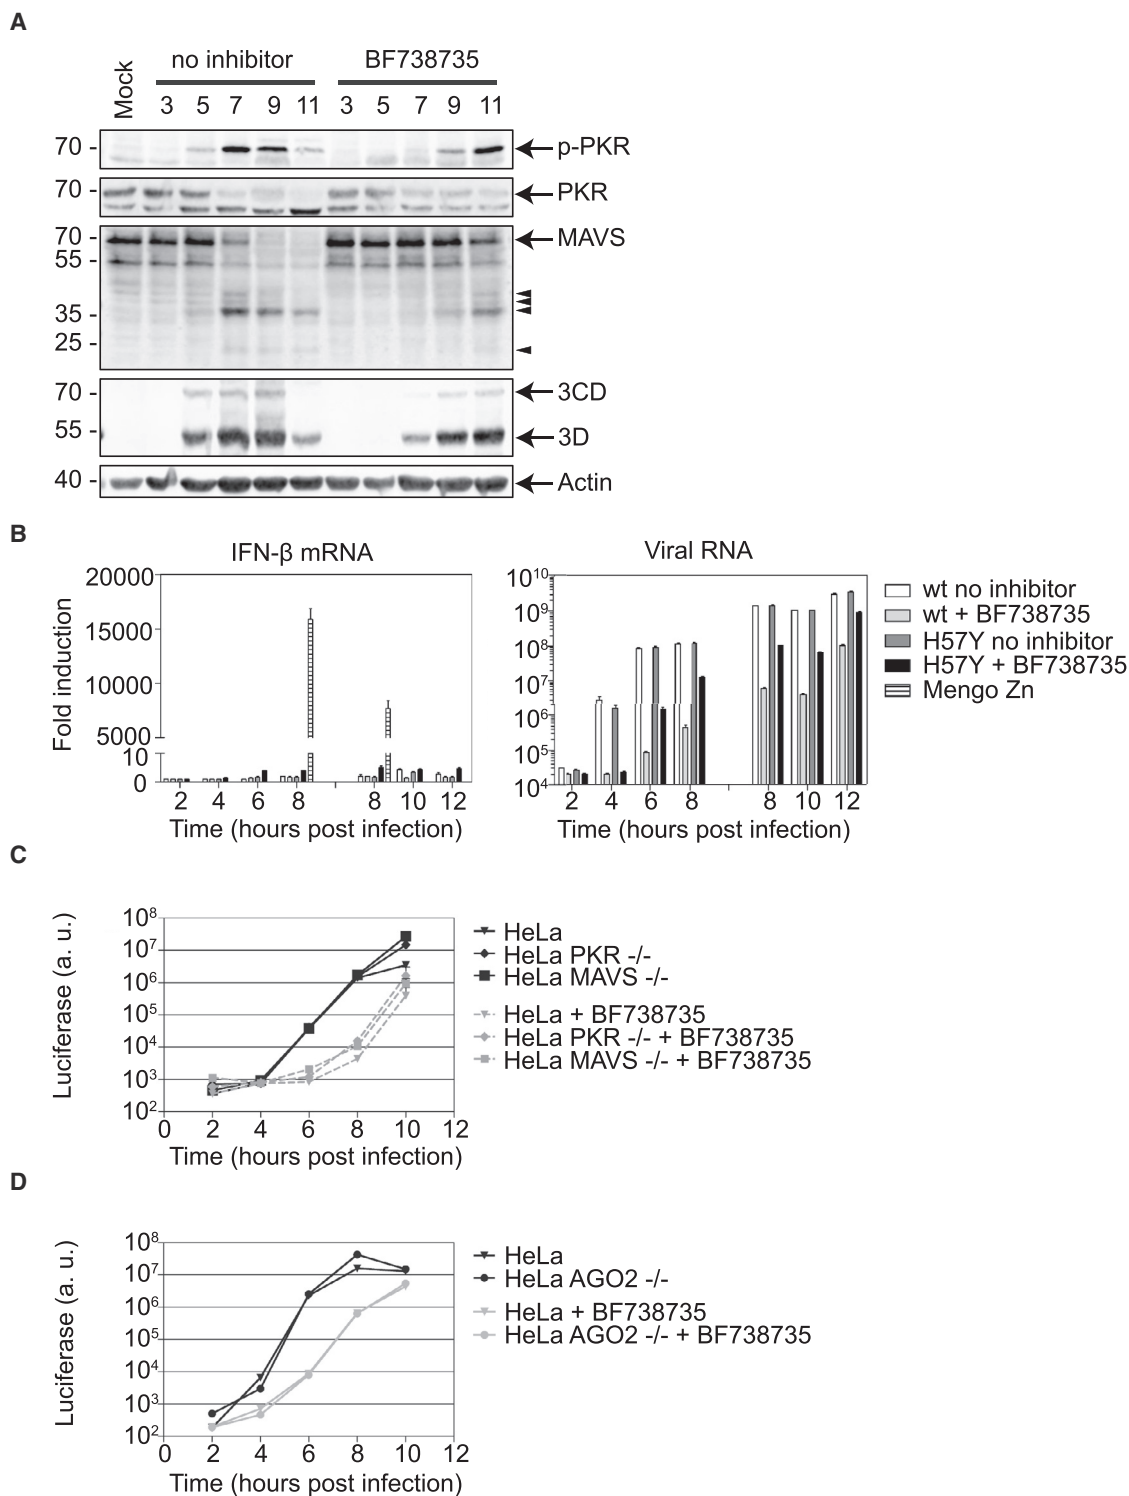 A
Mock
no inhibitor
BF738735
3 5 7 9 11 3 5 7 9 11
70 - p-PKR
70 - PKR
70 - MAVS
55 -
35 -
25 -
70 - 3CD
55 - 3D
40 - Actin
B
IFN-β mRNA
Fold induction
20000
15000
10000
5000
10
0
2 4 6 8 8 10 12
Time (hours post infection)
Viral RNA
10^10
10^9
10^8
10^7
10^6
10^5
10^4
2 4 6 8 8 10 12
Time (hours post infection)
wt no inhibitor
wt + BF738735
H57Y no inhibitor
H57Y + BF738735
Mengo Zn
C
Luciferase (a. u.)
10^8
10^7
10^6
10^5
10^4
10^3
10^2
0 2 4 6 8 10 12
Time (hours post infection)
HeLa
HeLa PKR -/-
HeLa MAVS -/-
HeLa + BF738735
HeLa PKR -/- + BF738735
HeLa MAVS -/- + BF738735
D
Luciferase (a. u.)
10^8
10^7
10^6
10^5
10^4
10^3
10^2
0 2 4 6 8 10 12
Time (hours post infection)
HeLa
HeLa AGO2 -/-
HeLa + BF738735
HeLa AGO2 -/- + BF738735